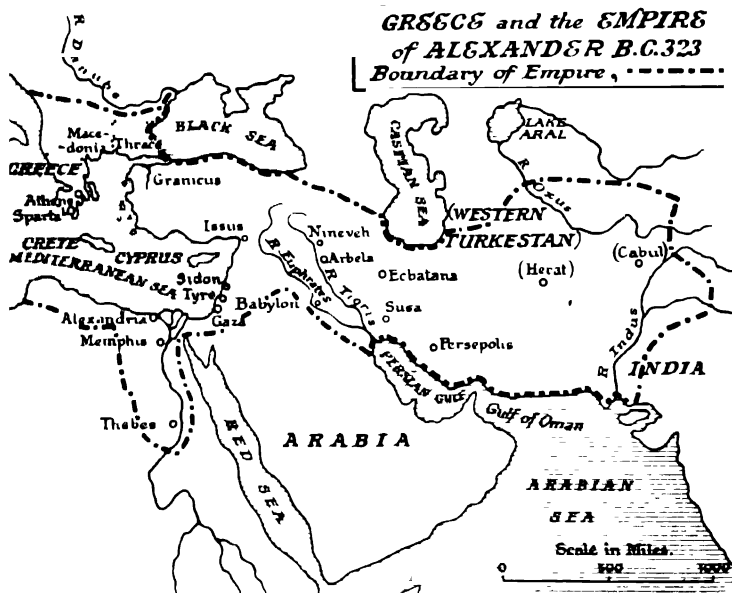 GREECE and the EMPIRE
of ALEXANDER B.C.323
Boundary of Empire,
R Danube
BLACK SEA
Mace-
donia
Thrace
GREECE
Athens
Sparta
Granicus
CASPIAN SEA
LAKE
ARAL
R Oxus
(WESTERN
TURKESTAN)
CRETE
CYPRUS
MEDITERRANEAN SEA
Issus
Nineveh
Arbela
R. Euphrates
R Tigris
Ecbatana
(Herat)
(Cabul)
Sidon
Tyre
Gaza
Babylon
Susa
Alexandria
Memphis
Persepolis
PERSIAN GULF
R Indus
INDIA
Thebes
RED SEA
ARABIA
Gulf of Oman
ARABIAN
SEA
Scale in Miles.
0 500 1000